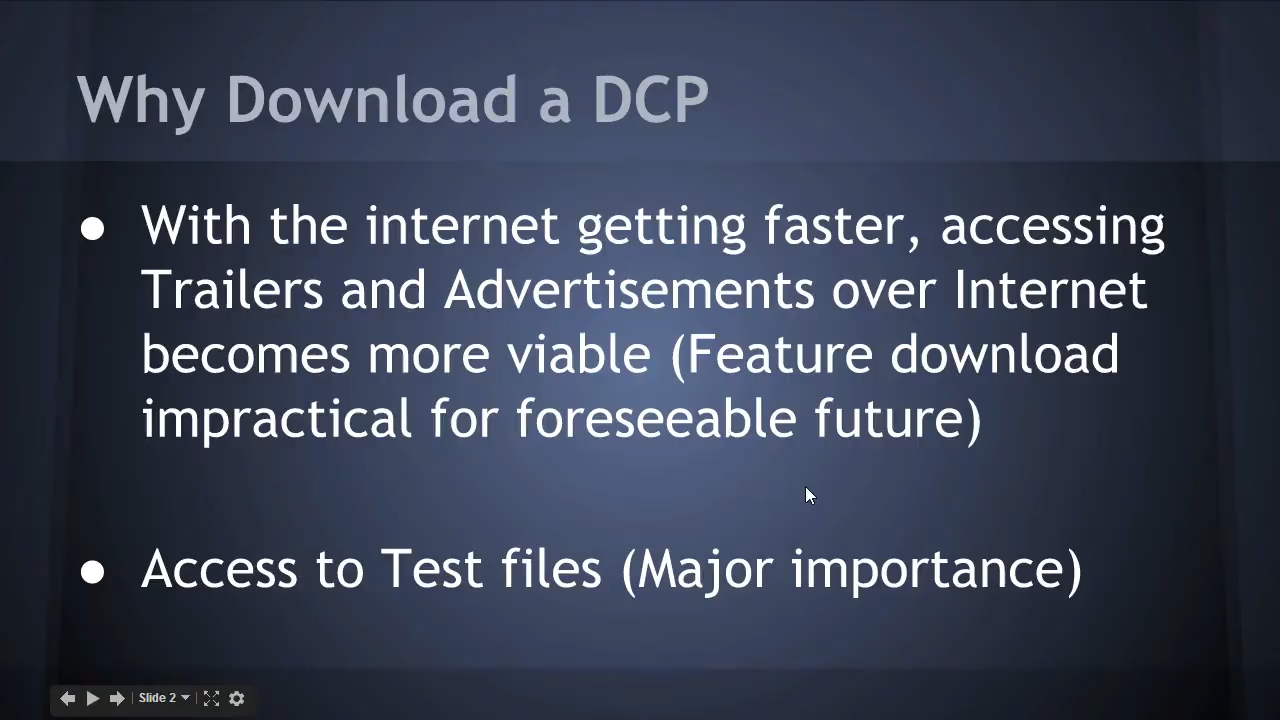 Why Download a DCP
● With the internet getting faster, accessing
Trailers and Advertisements over Internet
becomes more viable (Feature download
impractical for foreseeable future)
● Access to Test files (Major importance)
Slide 2